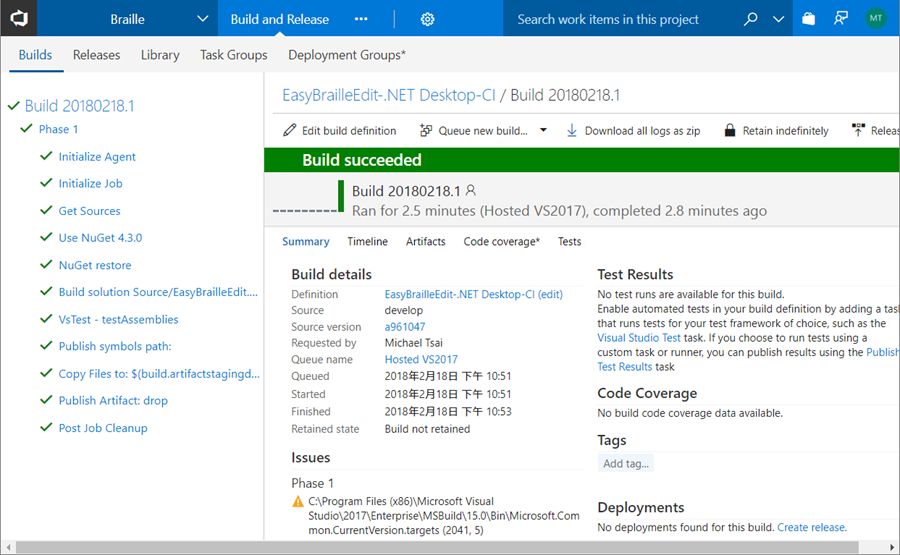 Braille
Build and Release
...
Search work items in this project
MT
Builds Releases Library Task Groups Deployment Groups*
Build 20180218.1
Phase 1
Initialize Agent
Initialize Job
Get Sources
Use NuGet 4.3.0
NuGet restore
Build solution Source/EasyBrailleEdit....
VsTest - testAssemblies
Publish symbols path:
Copy Files to: $(build.artifactstagingd...
Publish Artifact: drop
Post Job Cleanup
EasyBrailleEdit-.NET Desktop-CI / Build 20180218.1
Edit build definition Queue new build... Download all logs as zip Retain indefinitely Releas
Build succeeded
Build 20180218.1
Ran for 2.5 minutes (Hosted VS2017), completed 2.8 minutes ago
Summary Timeline Artifacts Code coverage* Tests
Build details
Definition EasyBrailleEdit-.NET Desktop-CI (edit)
Source develop
Source version a961047
Requested by Michael Tsai
Queue name Hosted VS2017
Queued 2018年2月18日 下午 10:51
Started 2018年2月18日 下午 10:51
Finished 2018年2月18日 下午 10:53
Retained state Build not retained
Issues
Phase 1
C:\Program Files (x86)\Microsoft Visual
Studio\2017\Enterprise\MSBuild\15.0\Bin\Microsoft.Com
mon.CurrentVersion.targets (2041, 5)
Test Results
No test runs are available for this build.
Enable automated tests in your build definition by adding a task
that runs tests for your test framework of choice, such as the
Visual Studio Test task. If you choose to run tests using a
custom task or runner, you can publish results using the Publish
Test Results task
Code Coverage
No build code coverage data available.
Tags
Add tag...
Deployments
No deployments found for this build. Create release.